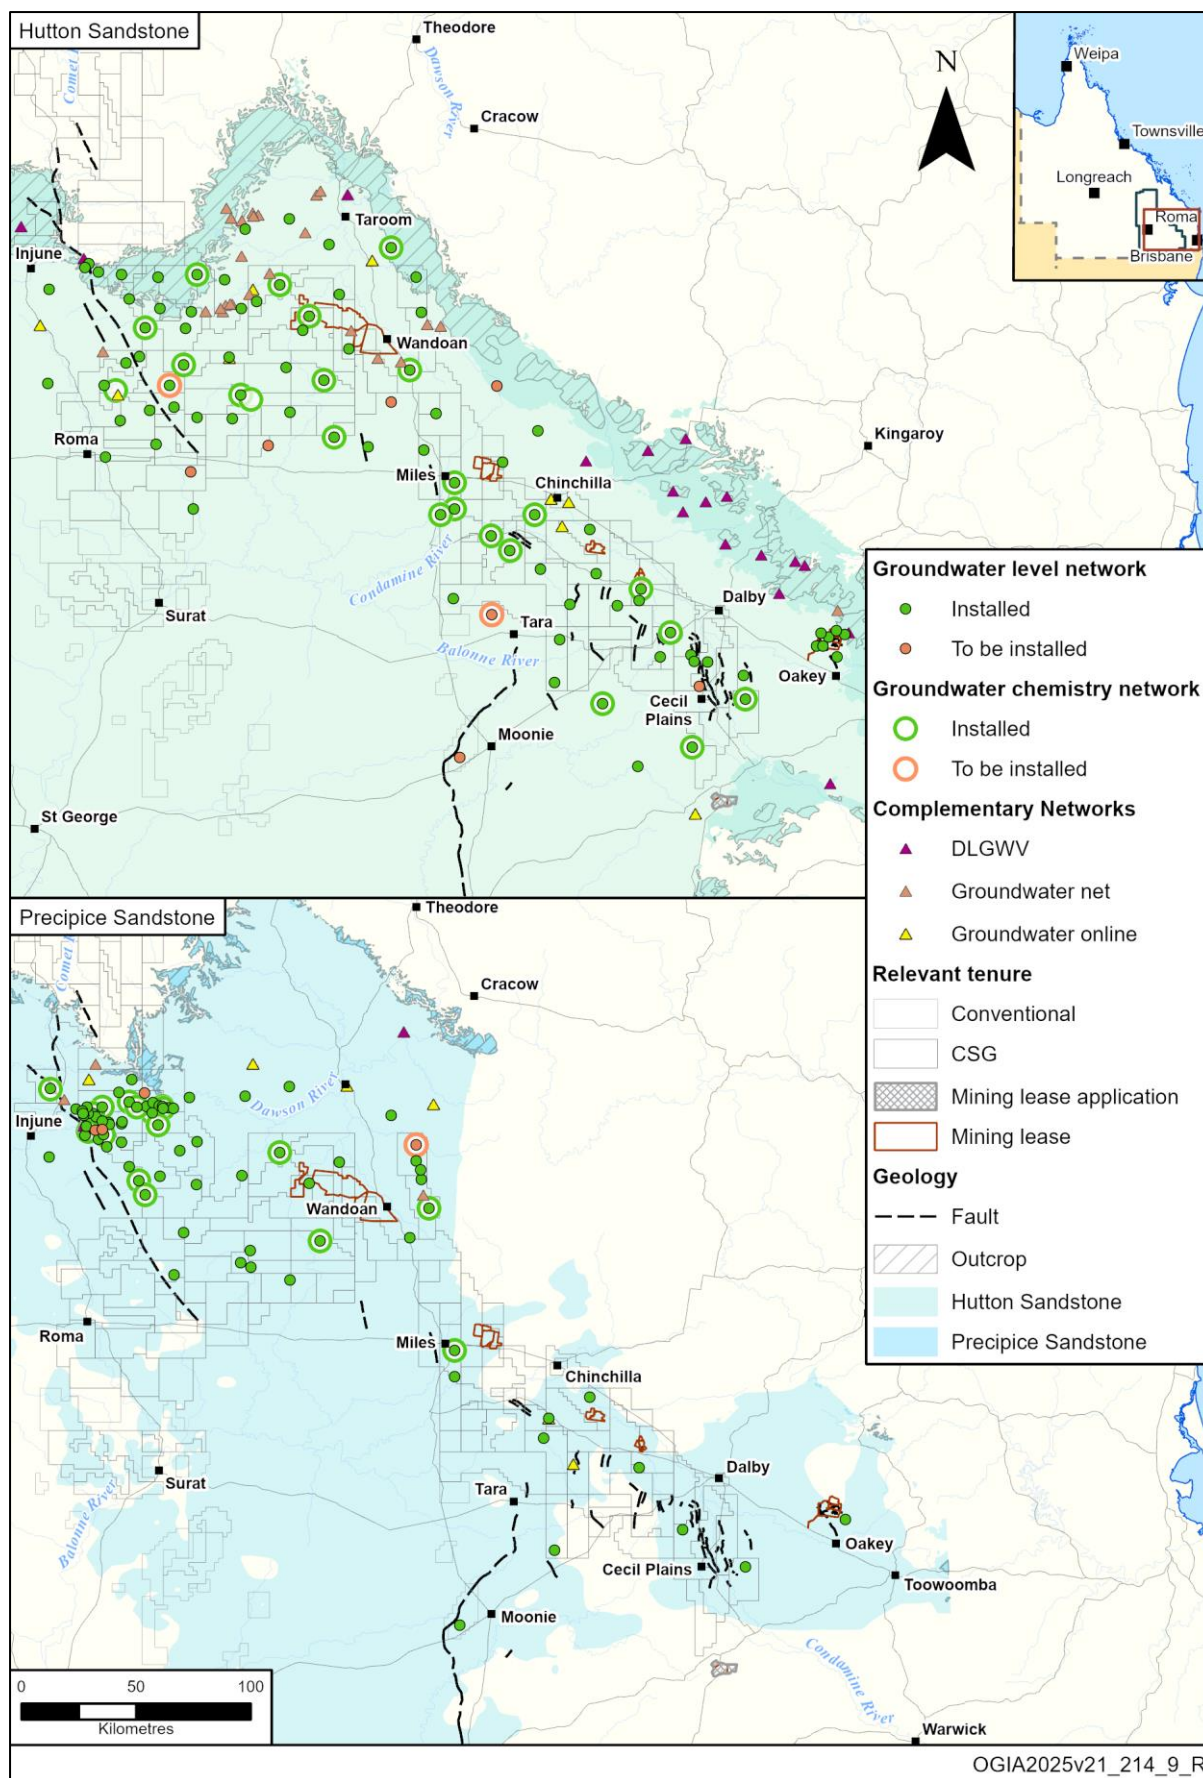 Hutton Sandstone
Theodore
Comet
Dawson River
Cracow
N
Weipa
Townsville
Longreach
Roma
Brisbane
Taroom
Injune
Wandoan
Roma
Kingaroy
Miles
Chinchilla
Condamine River
Surat
Dalby
Tara
Balonne River
Oakey
Cecil
Plains
Moonie
St George
Groundwater level network
Installed
To be installed
Groundwater chemistry network
Installed
To be installed
Complementary Networks
DLGWV
Groundwater net
Groundwater online
Relevant tenure
Conventional
CSG
Mining lease application
Mining lease
Geology
Fault
Outcrop
Hutton Sandstone
Precipice Sandstone
Precipice Sandstone
Theodore
Comet
Cracow
Dawson River
Injune
Wandoan
Roma
Miles
Chinchilla
Surat
Dalby
Tara
Balonne River
Oakey
Cecil Plains
Toowoomba
Moonie
Condamine River
0 50 100
Kilometres
Warwick
OGIA2025v21_214_9_R